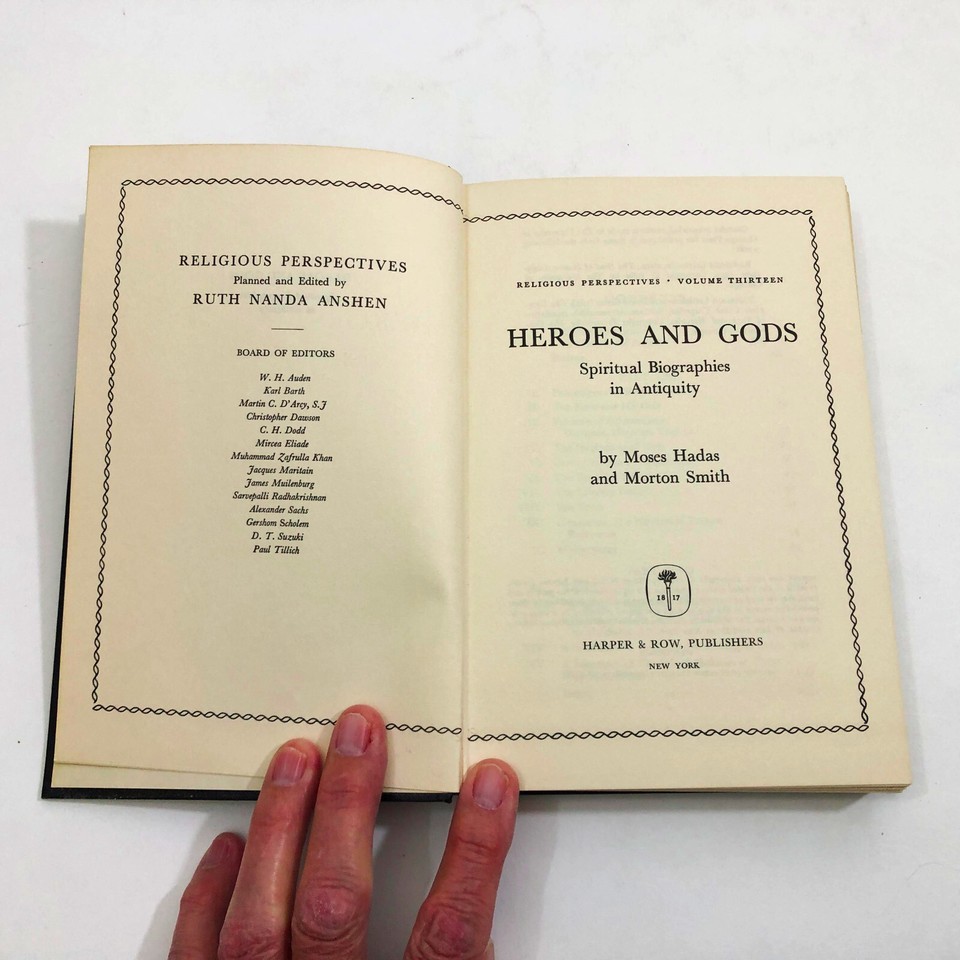 RELIGIOUS PERSPECTIVES
Planned and Edited by
RUTH NANDA ANSHEN
BOARD OF EDITORS
W. H. Auden
Karl Barth
Martin C. D'Arcy, S.J
Christopher Dawson
C. H. Dodd
Mircea Eliade
Muhammad Zafrulla Khan
Jacques Maritain
James Muilenburg
Sarvepalli Radhakrishnan
Alexander Sachs
Gershom Scholem
D. T. Suzuki
Paul Tillich
RELIGIOUS PERSPECTIVES · VOLUME THIRTEEN
HEROES AND GODS
Spiritual Biographies
in Antiquity
by Moses Hadas
and Morton Smith
18 17
HARPER & ROW, PUBLISHERS
NEW YORK